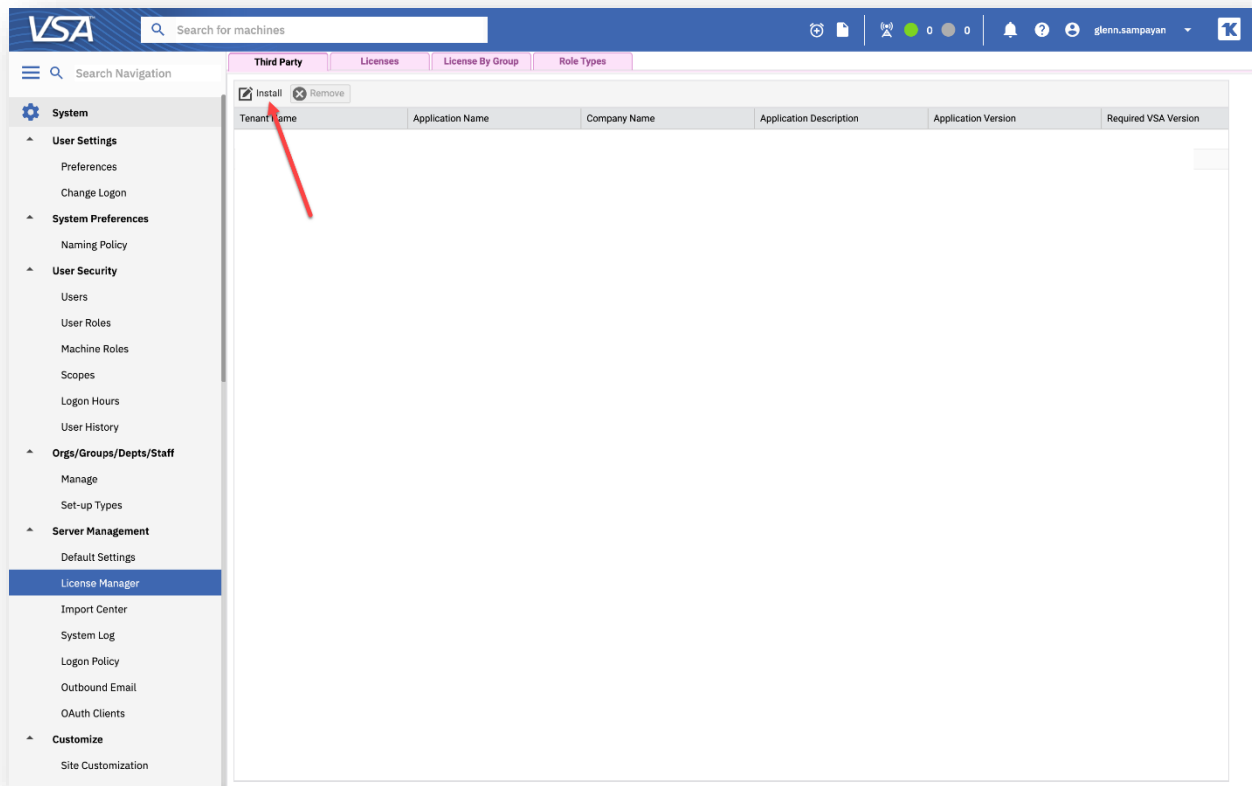 VSA
Search for machines
0
0
glenn.sampayan
Search Navigation
Third Party
Licenses
License By Group
Role Types
Install
Remove
Tenant Name
Application Name
Company Name
Application Description
Application Version
Required VSA Version
System
User Settings
Preferences
Change Logon
System Preferences
Naming Policy
User Security
Users
User Roles
Machine Roles
Scopes
Logon Hours
User History
Orgs/Groups/Depts/Staff
Manage
Set-up Types
Server Management
Default Settings
License Manager
Import Center
System Log
Logon Policy
Outbound Email
OAuth Clients
Customize
Site Customization